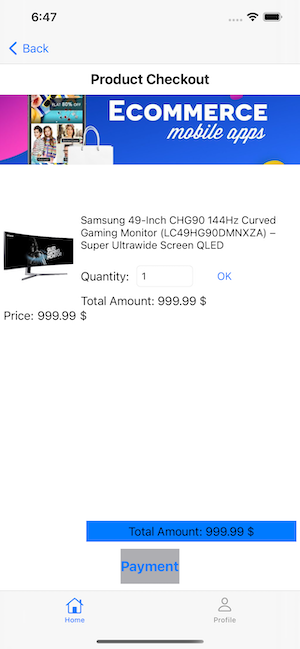 6:47
Back
Product Checkout
FLAT 80% OFF
ECOMMERCE
mobile apps
Samsung 49-Inch CHG90 144Hz Curved
Gaming Monitor (LC49HG90DMNXZA) –
Super Ultrawide Screen QLED
Quantity: 1 OK
Total Amount: 999.99 $
Price: 999.99 $
Total Amount: 999.99 $
Payment
Home Profile